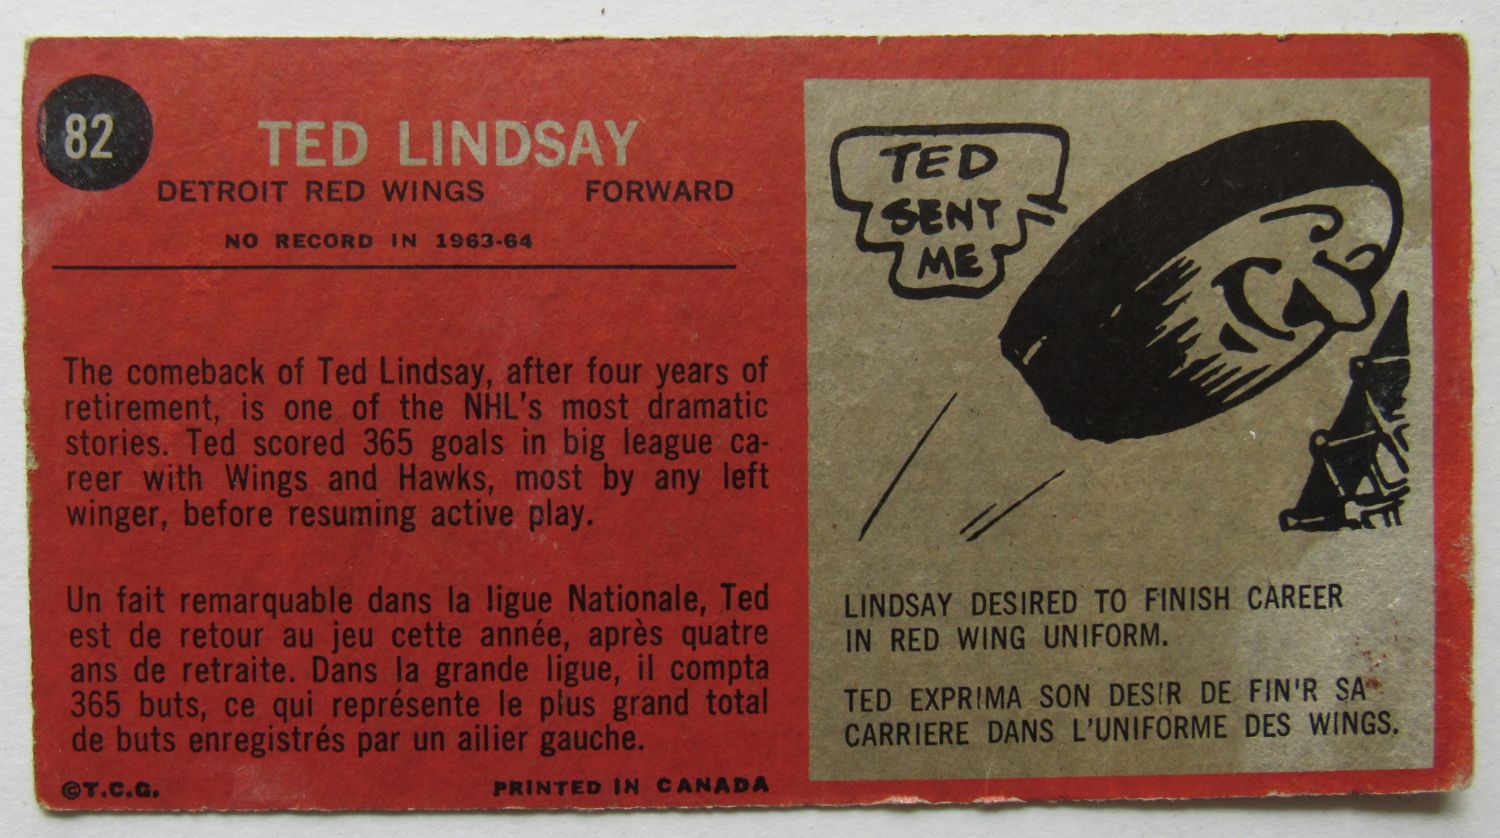 82
TED LINDSAY
DETROIT RED WINGS FORWARD
NO RECORD IN 1963-64
The comeback of Ted Lindsay, after four years of
retirement, is one of the NHL's most dramatic
stories. Ted scored 365 goals in big league ca-
reer with Wings and Hawks, most by any left
winger, before resuming active play.
Un fait remarquable dans la ligue Nationale, Ted
est de retour au jeu cette année, après quatre
ans de retraite. Dans la grande ligue, il compta
365 buts, ce qui représente le plus grand total
de buts enregistrés par un ailier gauche.
©T.C.G. PRINTED IN CANADA
TED
SENT
ME
LINDSAY DESIRED TO FINISH CAREER
IN RED WING UNIFORM.
TED EXPRIMA SON DESIR DE FIN'R SA
CARRIERE DANS L'UNIFORME DES WINGS.